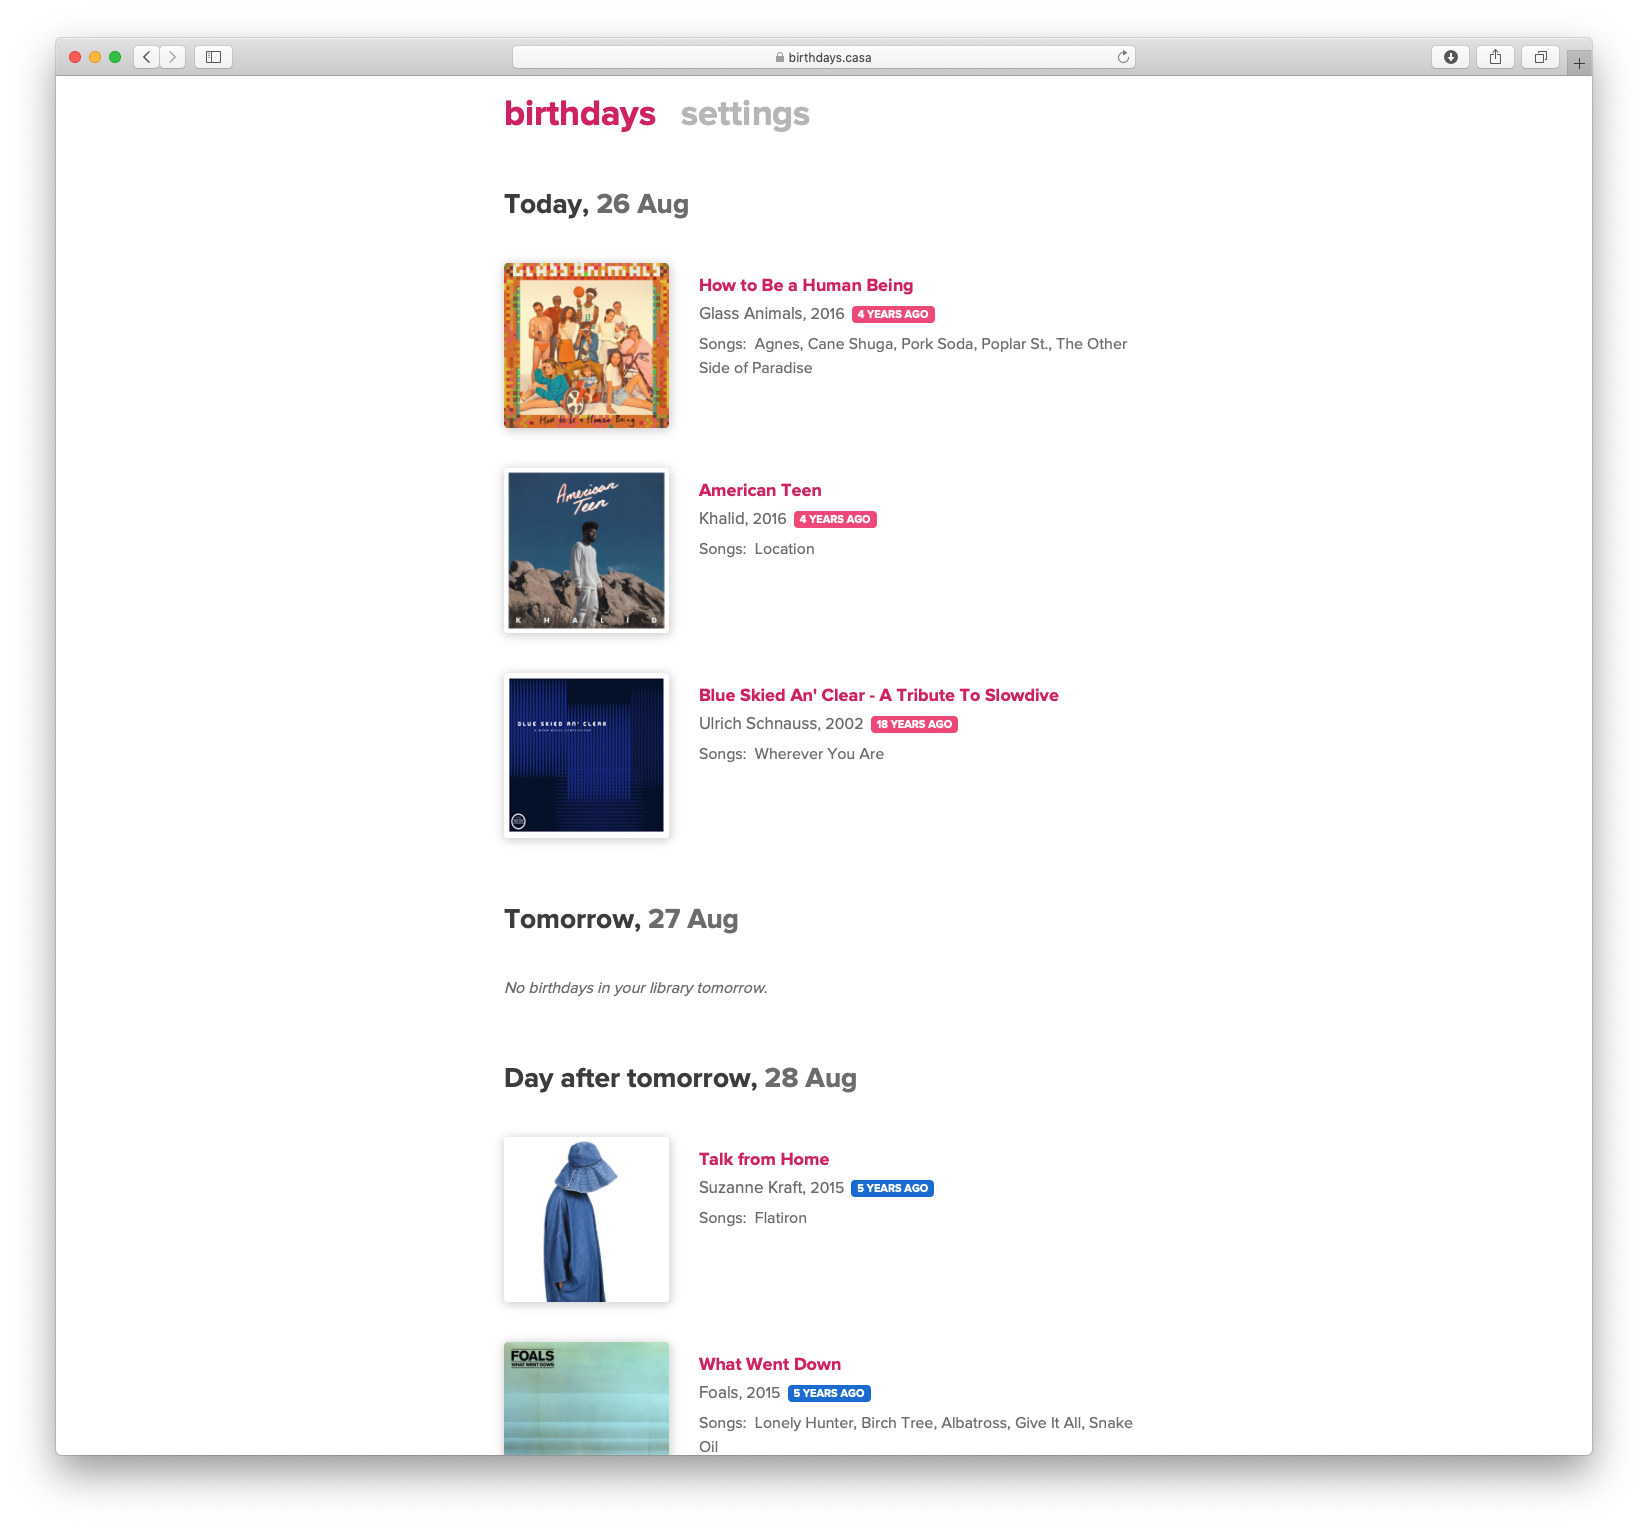 birthdays.casa
birthdays settings
Today, 26 Aug
GLASS ANIMALS
How to Be a Human Being
How to Be a Human Being
Glass Animals, 2016 4 YEARS AGO
Songs: Agnes, Cane Shuga, Pork Soda, Poplar St., The Other
Side of Paradise
American
Teen
KHALID
American Teen
Khalid, 2016 4 YEARS AGO
Songs: Location
BLUE SKIED AN' CLEAR
A MORR MUSIC COMPILATION
Blue Skied An' Clear - A Tribute To Slowdive
Ulrich Schnauss, 2002 18 YEARS AGO
Songs: Wherever You Are
Tomorrow, 27 Aug
No birthdays in your library tomorrow.
Day after tomorrow, 28 Aug
Talk from Home
Suzanne Kraft, 2015 5 YEARS AGO
Songs: Flatiron
FOALS
WHAT WENT DOWN
What Went Down
Foals, 2015 5 YEARS AGO
Songs: Lonely Hunter, Birch Tree, Albatross, Give It All, Snake
Oil